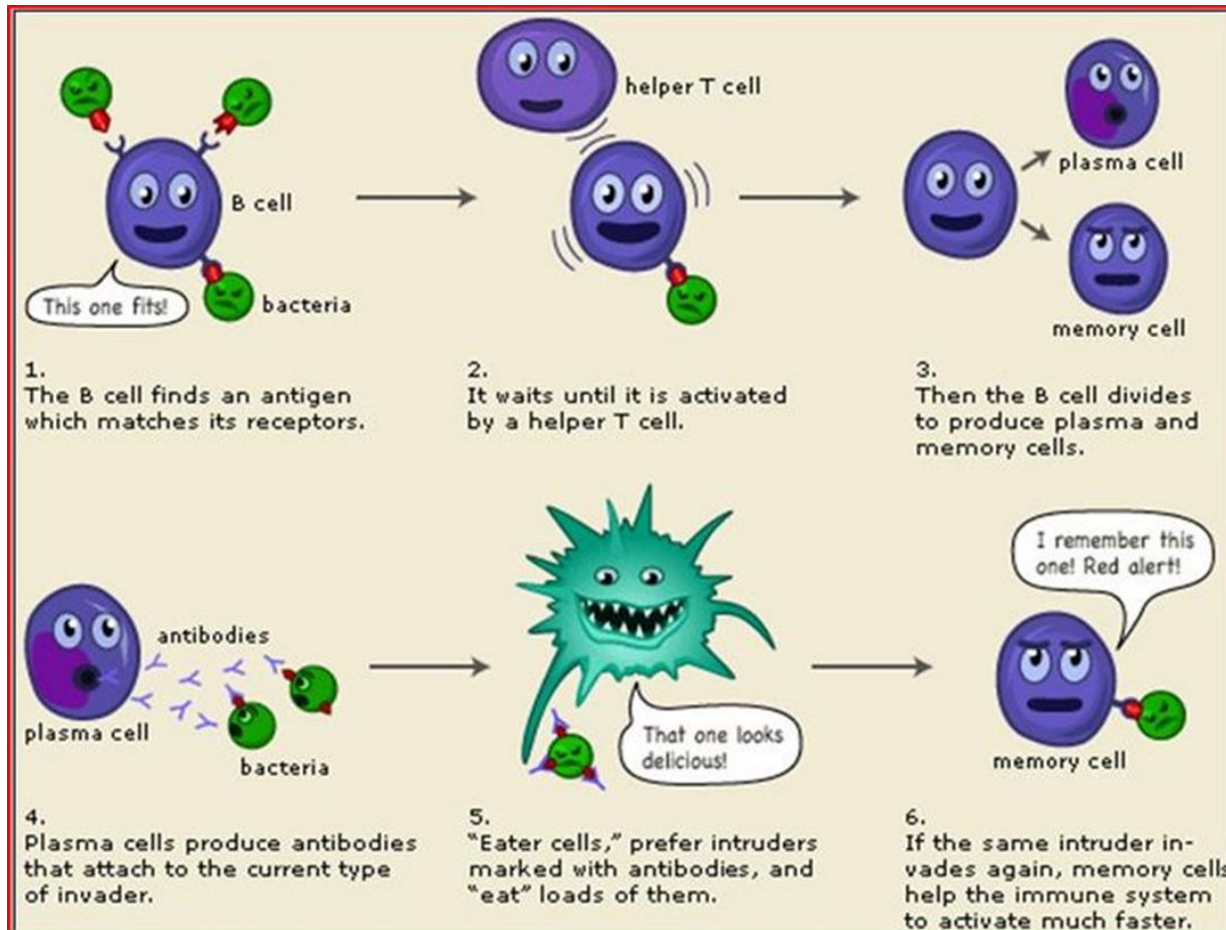 helper T cell
B cell
This one fits!
bacteria
plasma cell
memory cell
1.
The B cell finds an antigen
which matches its receptors.
2.
It waits until it is activated
by a helper T cell.
3.
Then the B cell divides
to produce plasma and
memory cells.
antibodies
plasma cell
bacteria
That one looks
delicious!
I remember this
one! Red alert!
memory cell
4.
Plasma cells produce antibodies
that attach to the current type
of invader.
5.
“Eater cells,” prefer intruders
marked with antibodies, and
“eat” loads of them.
6.
If the same intruder in-
vades again, memory cells
help the immune system
to activate much faster.